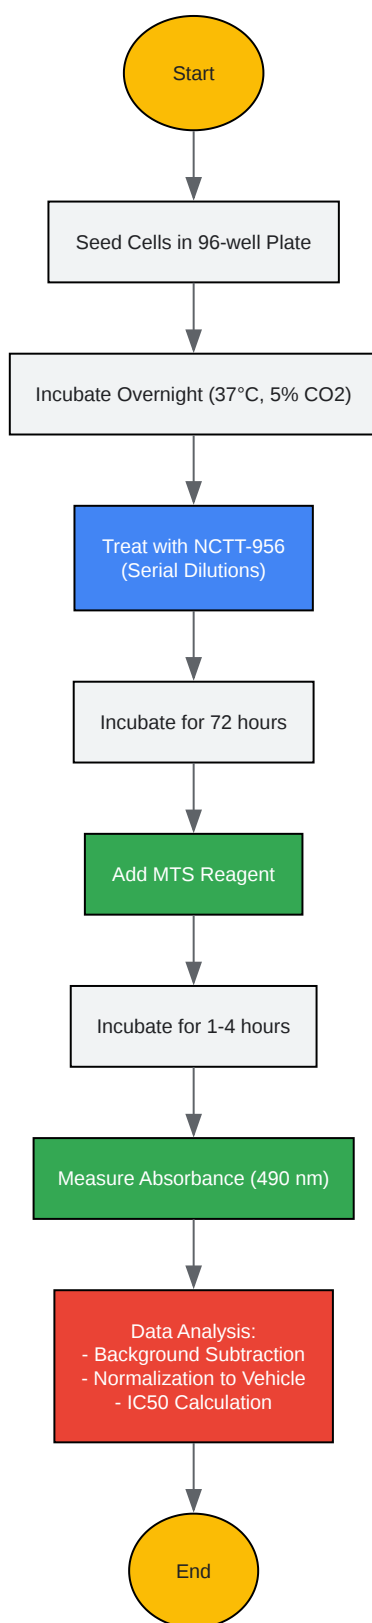 Start
Seed Cells in 96-well Plate
Incubate Overnight (37°C, 5% CO2)
Treat with NCTT-956
(Serial Dilutions)
Incubate for 72 hours
Add MTS Reagent
Incubate for 1-4 hours
Measure Absorbance (490 nm)
Data Analysis:
- Background Subtraction
- Normalization to Vehicle
- IC50 Calculation
End